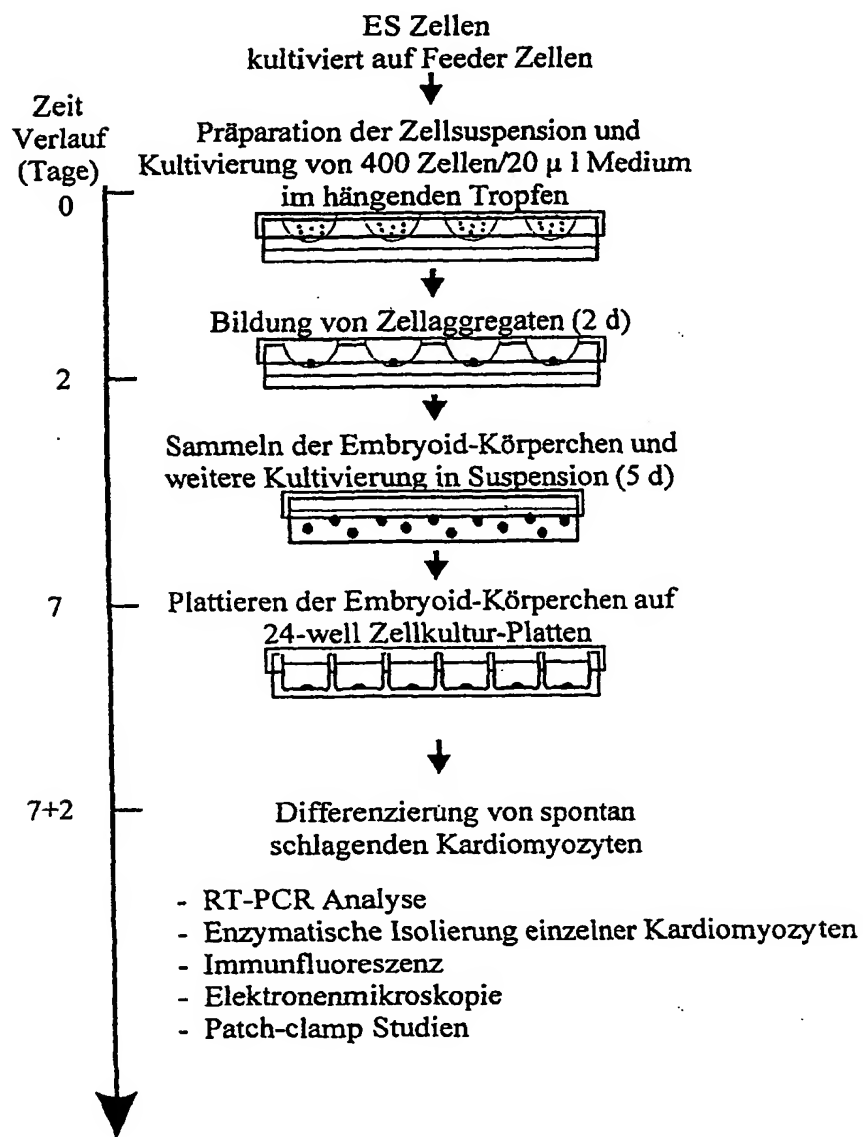 ES Zellen
kultiviert auf Feeder Zellen
Zeit
Verlauf
(Tage)
Präparation der Zellsuspension und
Kultivierung von 400 Zellen/20 µ l Medium
im hängenden Tropfen
0
Bildung von Zellaggregaten (2 d)
2
Sammeln der Embryoid-Körperchen und
weitere Kultivierung in Suspension (5 d)
7
Plattieren der Embryoid-Körperchen auf
24-well Zellkultur-Platten
7+2
Differenzierung von spontan
schlagenden Kardiomyozyten
- RT-PCR Analyse
- Enzymatische Isolierung einzelner Kardiomyozyten
- Immunfluoreszenz
- Elektronenmikroskopie
- Patch-clamp Studien